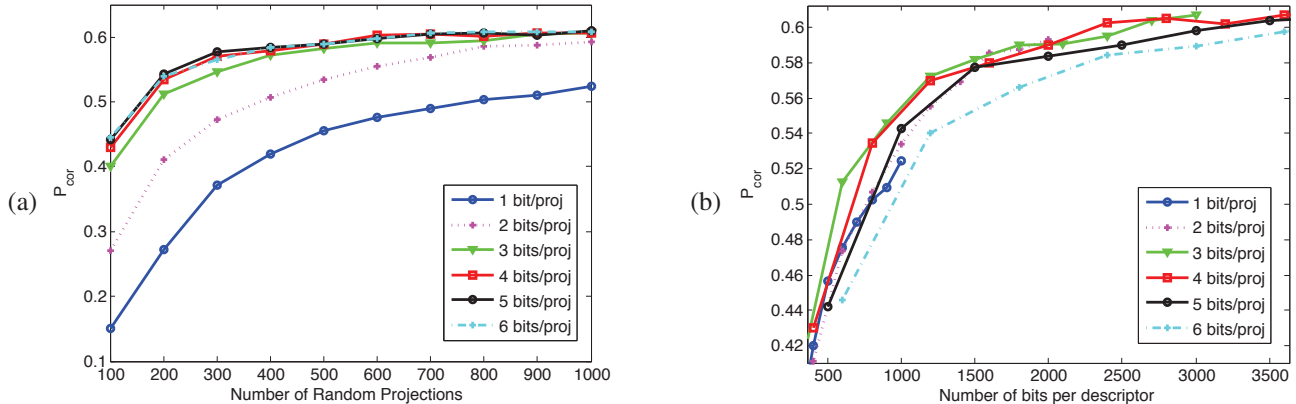 (a)
P_cor
0.6
0.5
0.4
0.3
0.2
0.1
100 200 300 400 500 600 700 800 900 1000
Number of Random Projections
1 bit/proj
2 bits/proj
3 bits/proj
4 bits/proj
5 bits/proj
6 bits/proj
(b)
P_cor
0.6
0.58
0.56
0.54
0.52
0.5
0.48
0.46
0.44
0.42
500 1000 1500 2000 2500 3000 3500
Number of bits per descriptor
1 bit/proj
2 bits/proj
3 bits/proj
4 bits/proj
5 bits/proj
6 bits/proj